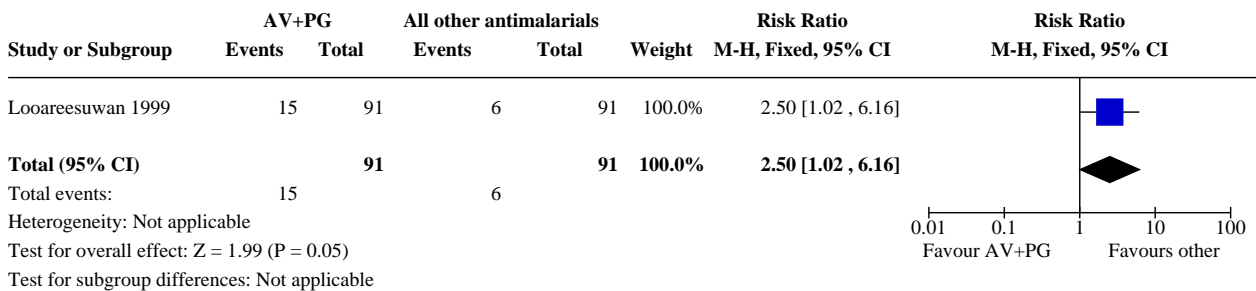 AV+PG All other antimalarials Risk Ratio Risk Ratio
Study or Subgroup Events Total Events Total Weight M-H, Fixed, 95% CI M-H, Fixed, 95% CI
Looareesuwan 1999 15 91 6 91 100.0% 2.50 [1.02 , 6.16]
Total (95% CI) 91 91 100.0% 2.50 [1.02 , 6.16]
Total events: 15 6
Heterogeneity: Not applicable
0.01 0.1 1 10 100
Test for overall effect: Z = 1.99 (P = 0.05)
Favour AV+PG Favours other
Test for subgroup differences: Not applicable